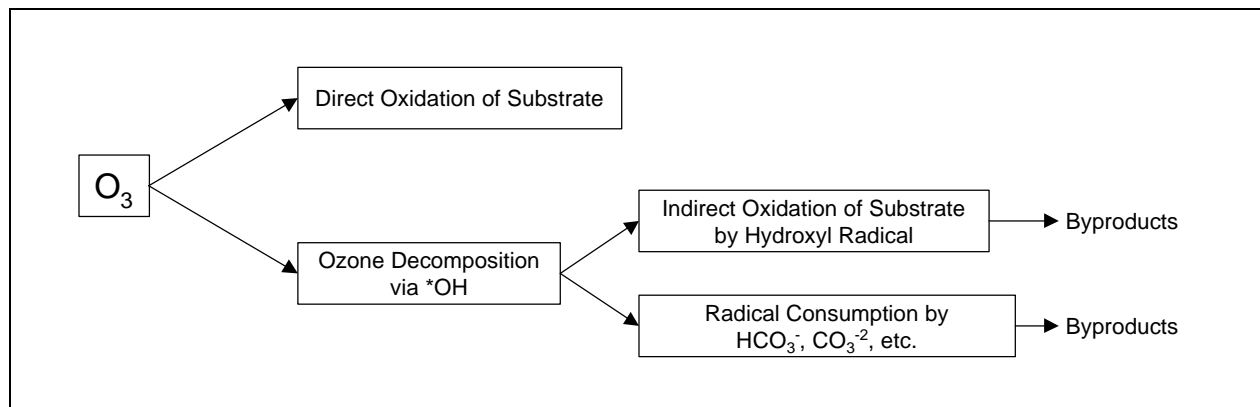 Direct Oxidation of Substrate
O₃
Indirect Oxidation of Substrate
by Hydroxyl Radical
Byproducts
Ozone Decomposition
via *OH
Radical Consumption by
HCO₃⁻, CO₃⁻², etc.
Byproducts